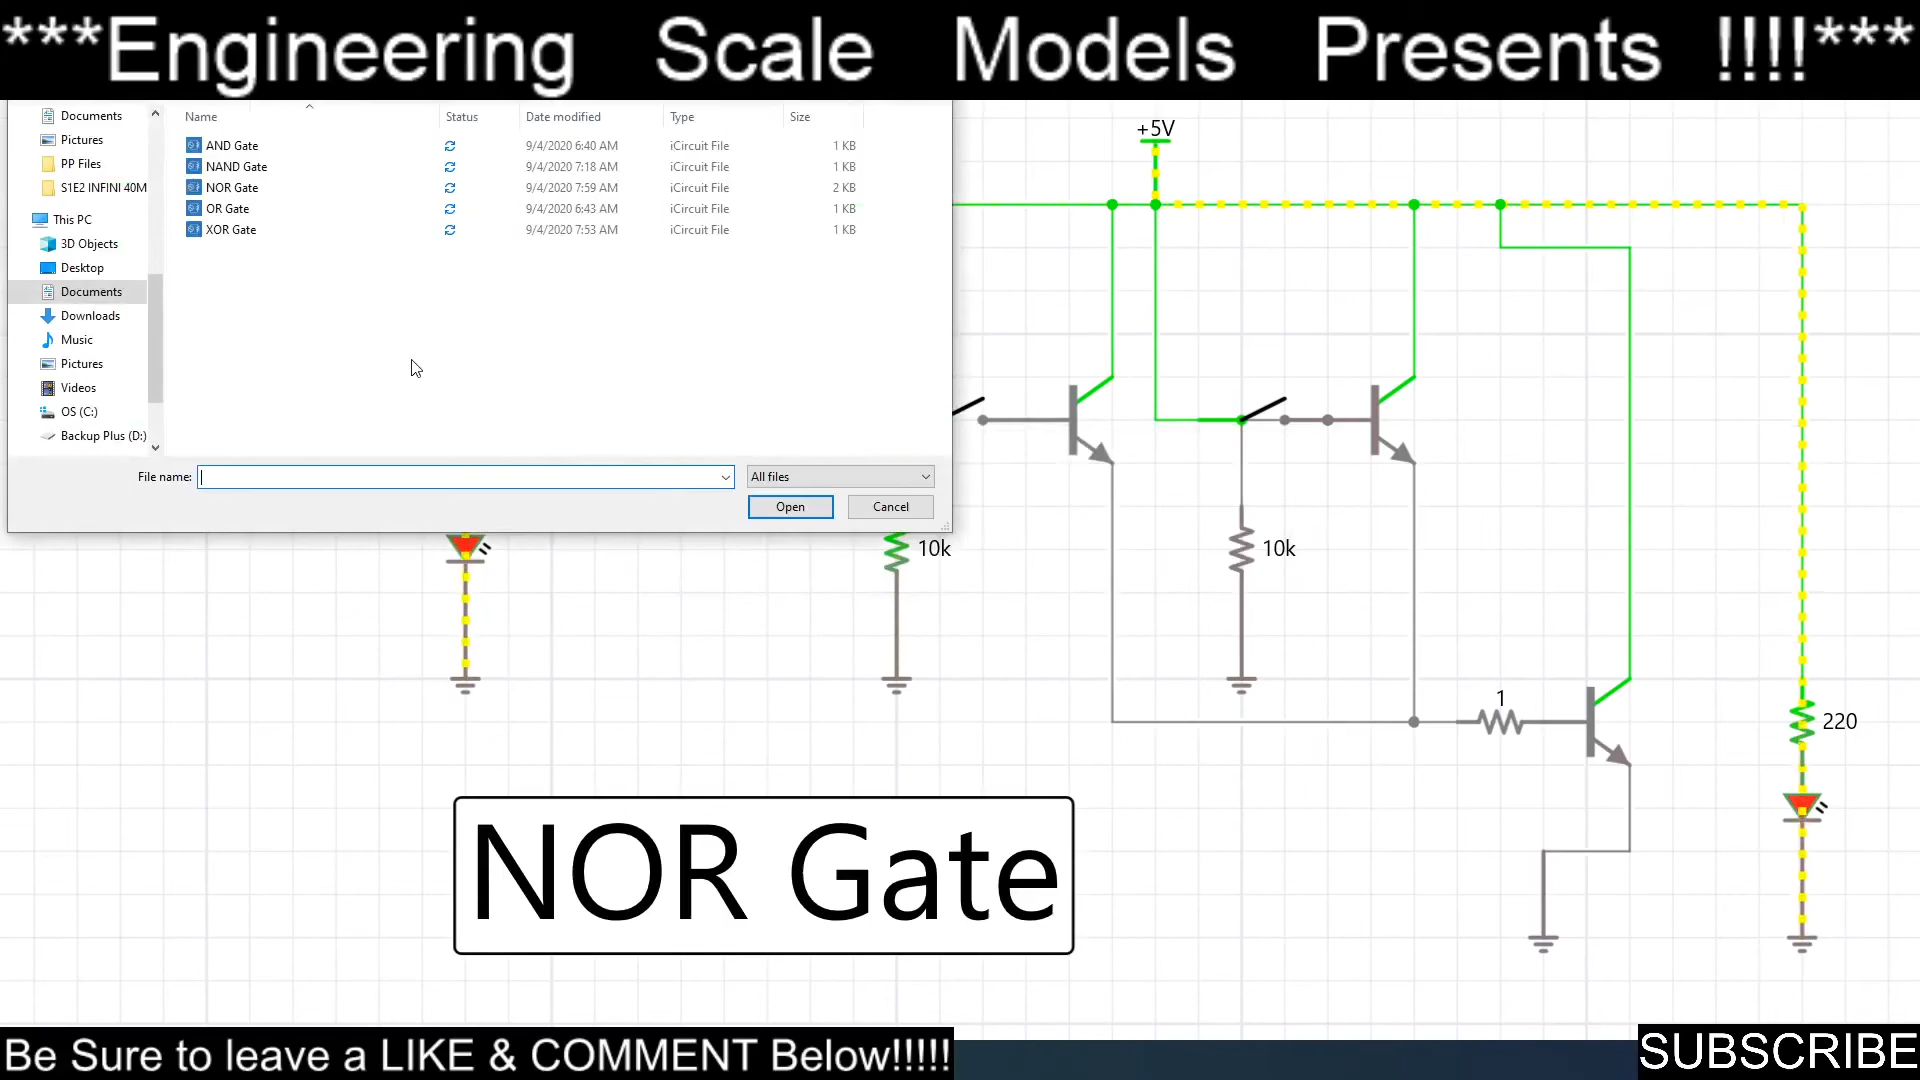 ***Engineering Scale Models Presents !!!!***
Documents
Pictures
PP Files
S1E2 INFINI 40M
This PC
3D Objects
Desktop
Documents
Downloads
Music
Pictures
Videos
OS (C:)
Backup Plus (D:)
Name Status Date modified Type Size
AND Gate 9/4/2020 6:40 AM iCircuit File 1 KB
NAND Gate 9/4/2020 7:18 AM iCircuit File 1 KB
NOR Gate 9/4/2020 7:59 AM iCircuit File 2 KB
OR Gate 9/4/2020 6:43 AM iCircuit File 1 KB
XOR Gate 9/4/2020 7:53 AM iCircuit File 1 KB
File name: All files
Open Cancel
+5V
10k
10k
1
220
NOR Gate
Be Sure to leave a LIKE & COMMENT Below!!!!!
SUBSCRIBE